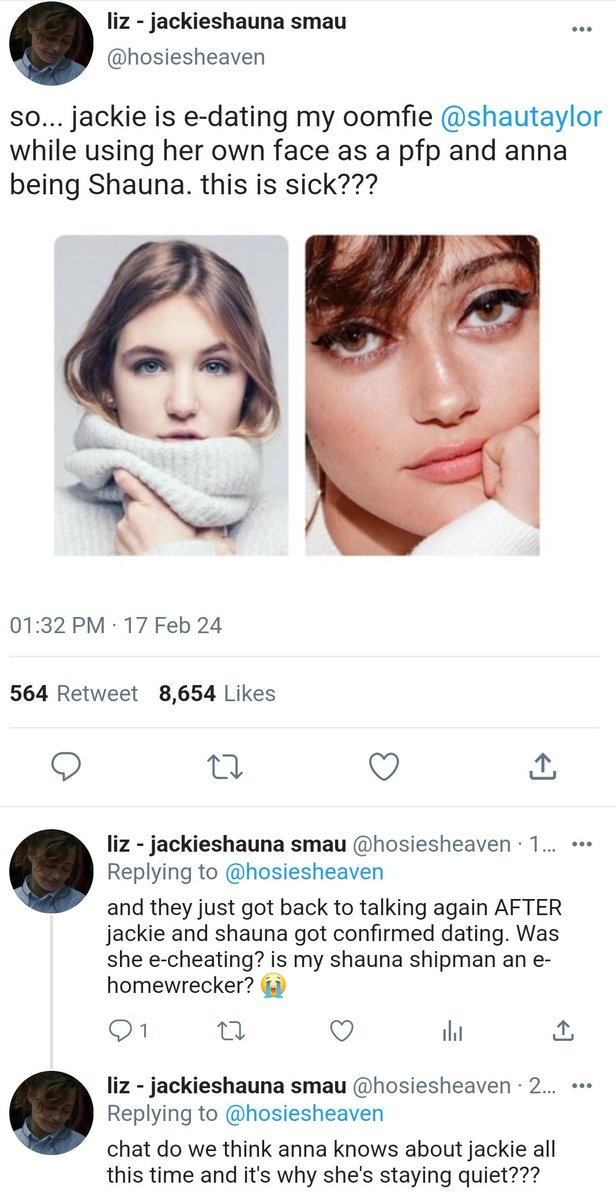 liz - jackieshauna smau
@hosiesheaven
so... jackie is e-dating my oomfie @shautaylor
while using her own face as a pfp and anna
being Shauna. this is sick???
01:32 PM · 17 Feb 24
564 Retweet 8,654 Likes
liz - jackieshauna smau @hosiesheaven · 1...
Replying to @hosiesheaven
and they just got back to talking again AFTER
jackie and shauna got confirmed dating. Was
she e-cheating? is my shauna shipman an e-
homewrecker? 😭
1
liz - jackieshauna smau @hosiesheaven · 2...
Replying to @hosiesheaven
chat do we think anna knows about jackie all
this time and it's why she's staying quiet???